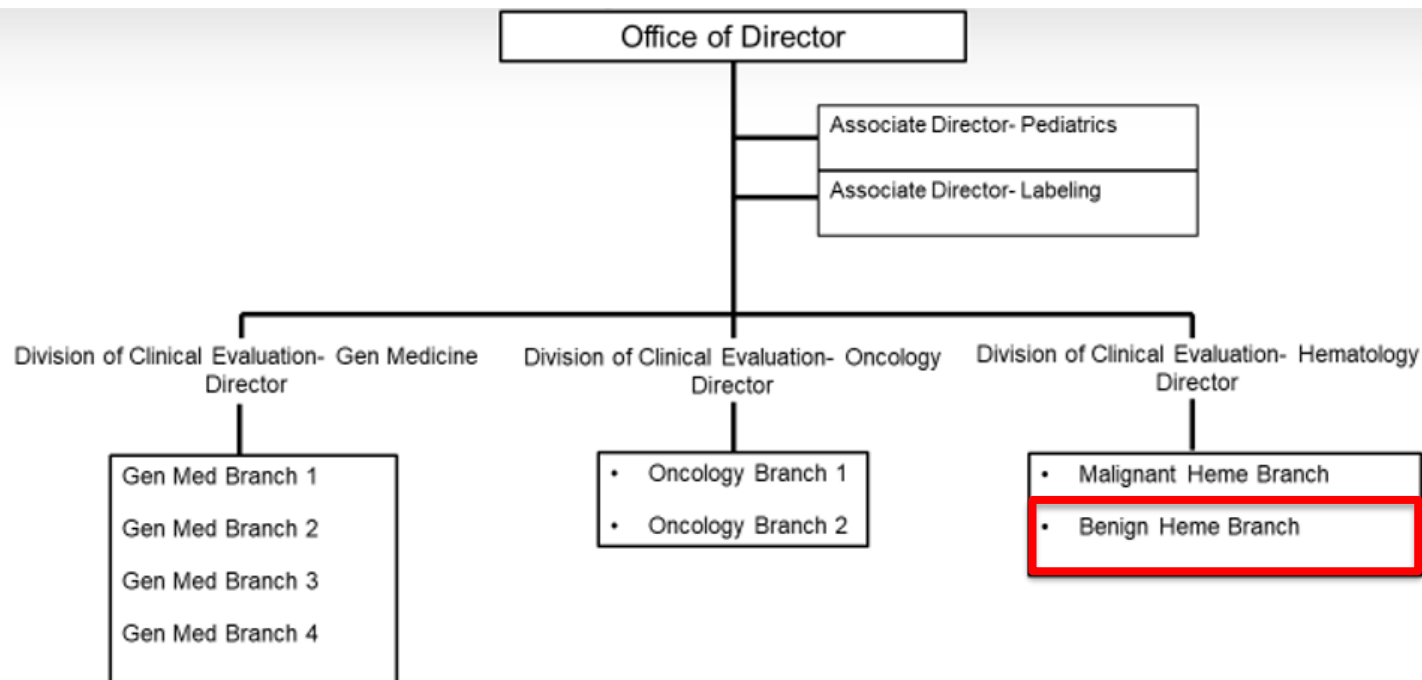 Office of Director
Associate Director- Pediatrics
Associate Director- Labeling
Division of Clinical Evaluation- Gen Medicine
Director
Division of Clinical Evaluation- Oncology
Director
Division of Clinical Evaluation- Hematology
Director
Gen Med Branch 1
Gen Med Branch 2
Gen Med Branch 3
Gen Med Branch 4
• Oncology Branch 1
• Oncology Branch 2
• Malignant Heme Branch
• Benign Heme Branch